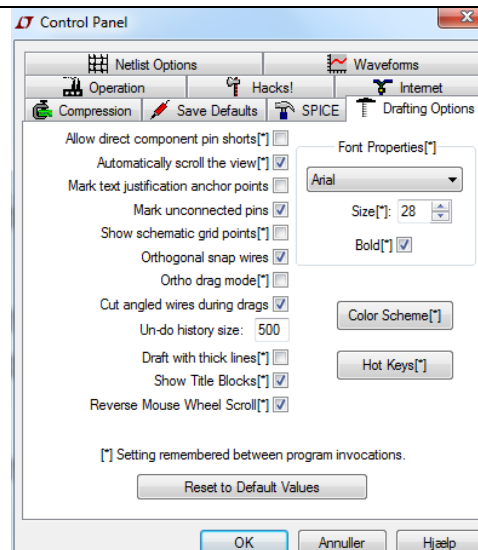 Control Panel
Netlist Options
Waveforms
Operation
Hacks!
Internet
Compression
Save Defaults
SPICE
Drafting Options
Allow direct component pin shorts[*]
Automatically scroll the view[*]
Mark text justification anchor points
Mark unconnected pins
Show schematic grid points[*]
Orthogonal snap wires
Ortho drag mode[*]
Cut angled wires during drags
Un-do history size: 500
Draft with thick lines[*]
Show Title Blocks[*]
Reverse Mouse Wheel Scroll[*]
Font Properties[*]
Arial
Size[*]: 28
Bold[*]
Color Scheme[*]
Hot Keys[*]
[*] Setting remembered between program invocations.
Reset to Default Values
OK
Annuller
Hjælp